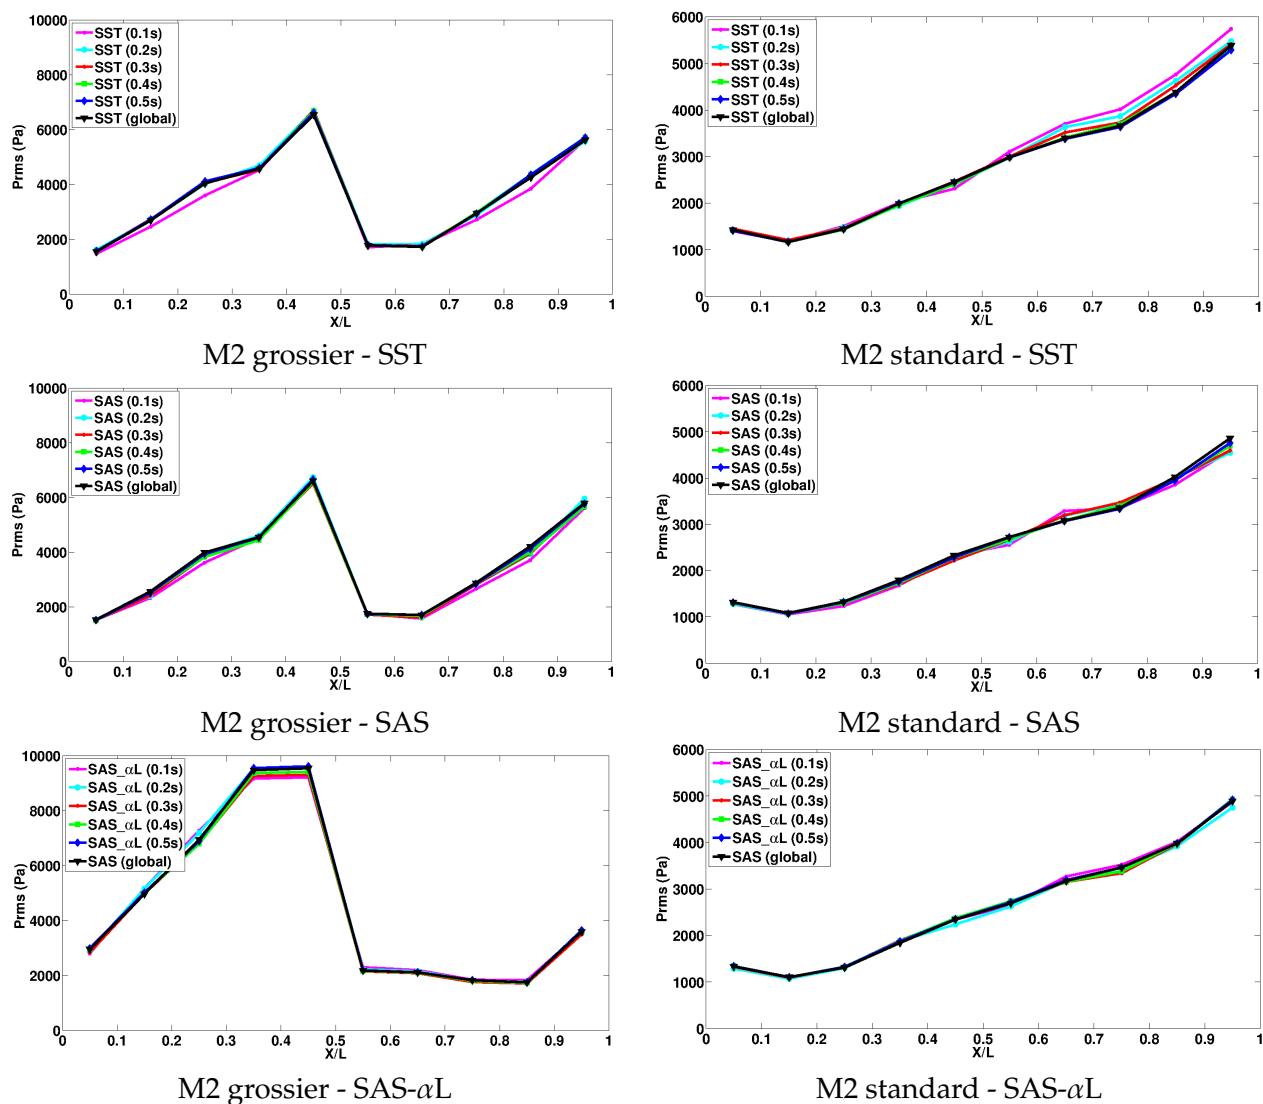 10000
8000
6000
4000
2000
0
Prms (Pa)
SST (0.1s)
SST (0.2s)
SST (0.3s)
SST (0.4s)
SST (0.5s)
SST (global)
0 0.1 0.2 0.3 0.4 0.5 0.6 0.7 0.8 0.9 1
X/L
M2 grossier - SST
6000
5000
4000
3000
2000
1000
0
Prms (Pa)
SST (0.1s)
SST (0.2s)
SST (0.3s)
SST (0.4s)
SST (0.5s)
SST (global)
0 0.1 0.2 0.3 0.4 0.5 0.6 0.7 0.8 0.9 1
X/L
M2 standard - SST
10000
8000
6000
4000
2000
0
Prms (Pa)
SAS (0.1s)
SAS (0.2s)
SAS (0.3s)
SAS (0.4s)
SAS (0.5s)
SAS (global)
0 0.1 0.2 0.3 0.4 0.5 0.6 0.7 0.8 0.9 1
X/L
M2 grossier - SAS
6000
5000
4000
3000
2000
1000
0
Prms (Pa)
SAS (0.1s)
SAS (0.2s)
SAS (0.3s)
SAS (0.4s)
SAS (0.5s)
SAS (global)
0 0.1 0.2 0.3 0.4 0.5 0.6 0.7 0.8 0.9 1
X/L
M2 standard - SAS
10000
8000
6000
4000
2000
0
Prms (Pa)
SAS_αL (0.1s)
SAS_αL (0.2s)
SAS_αL (0.3s)
SAS_αL (0.4s)
SAS_αL (0.5s)
SAS (global)
0 0.1 0.2 0.3 0.4 0.5 0.6 0.7 0.8 0.9 1
X/L
M2 grossier - SAS-αL
6000
5000
4000
3000
2000
1000
0
Prms (Pa)
SAS_αL (0.1s)
SAS_αL (0.2s)
SAS_αL (0.3s)
SAS_αL (0.4s)
SAS_αL (0.5s)
SAS (global)
0 0.1 0.2 0.3 0.4 0.5 0.6 0.7 0.8 0.9 1
X/L
M2 standard - SAS-αL